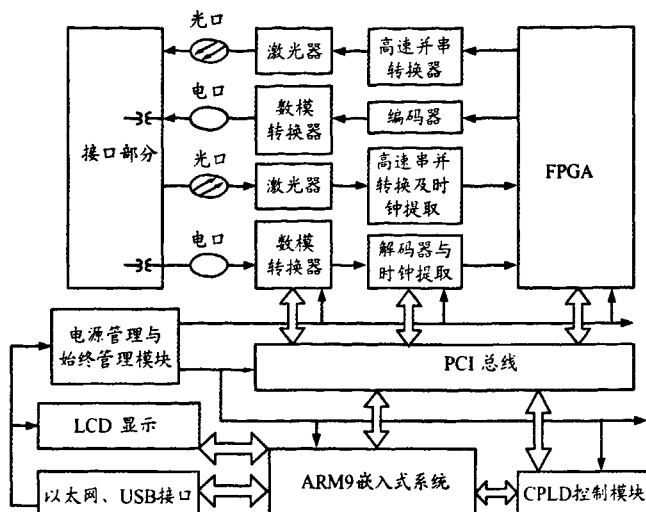 光口
激光器
高速并串
转换器
电口
数模
转换器
编码器
接口部分
FPGA
光口
激光器
高速串并
转换及时
钟提取
电口
数模
转换器
解码器与
时钟提取
电源管理与
始终管理模块
PCI 总线
LCD 显示
以太网、USB接口
ARM9嵌入式系统
CPLD控制模块